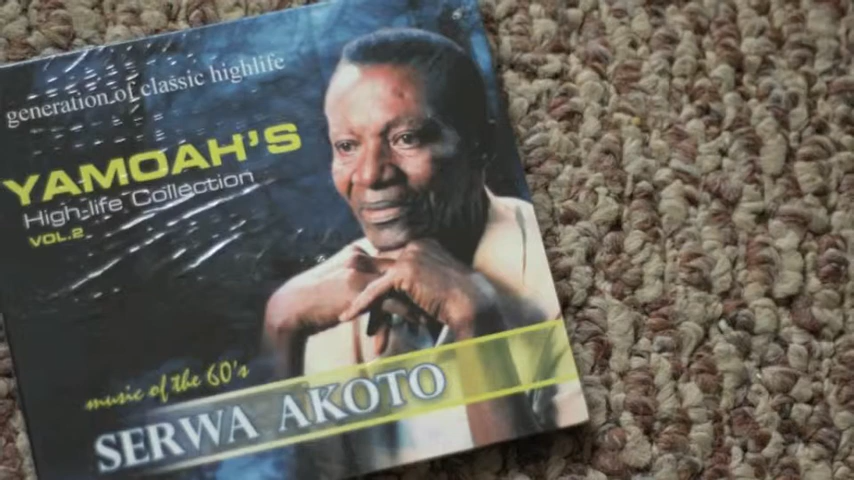 generation of classic highlife
YAMOAH'S
High-life Collection
VOL.2
music of the 60's
SERWA AKOTO